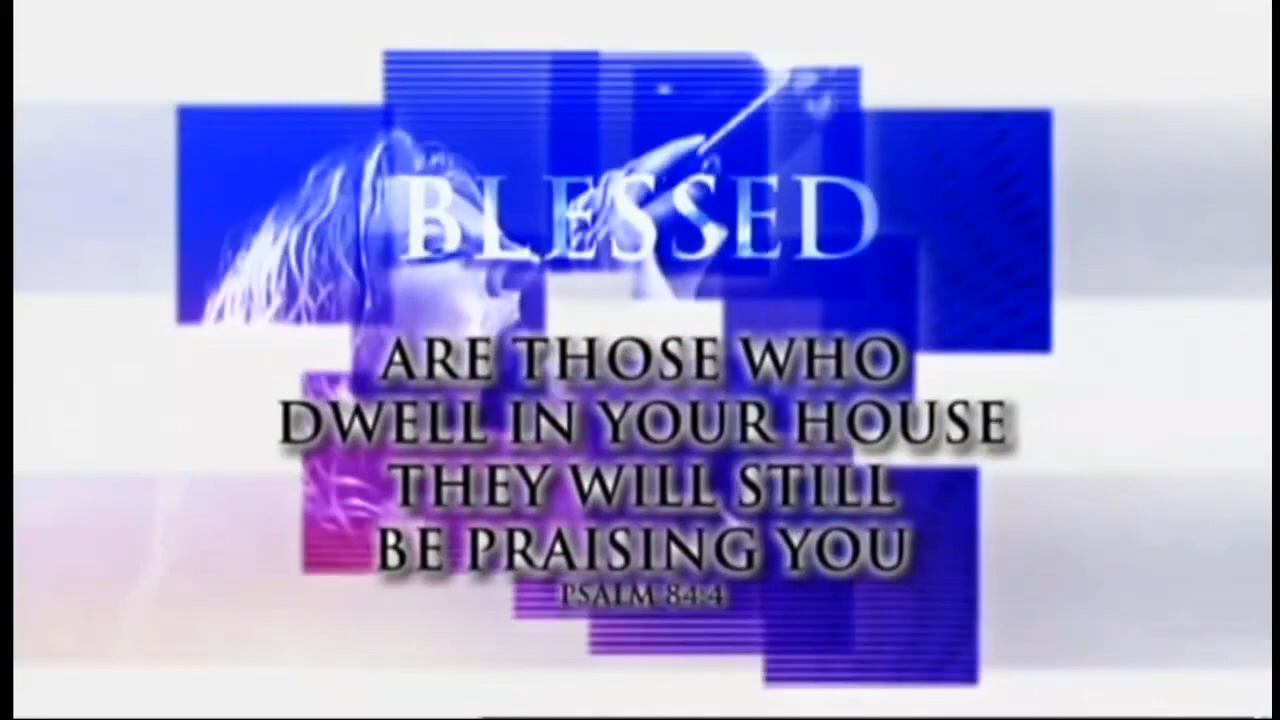 BLESSED
ARE THOSE WHO
DWELL IN YOUR HOUSE
THEY WILL STILL
BE PRAISING YOU
PSALM 84:4